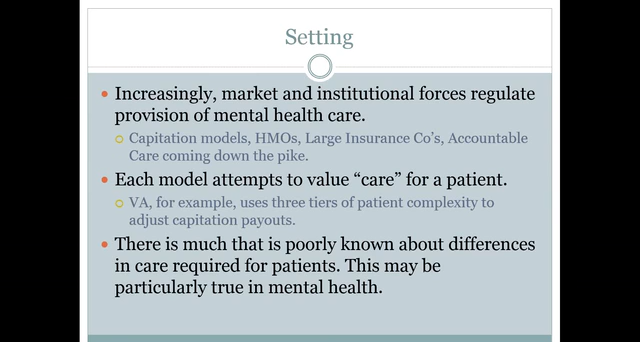 Setting
Increasingly, market and institutional forces regulate
provision of mental health care.
Capitation models, HMOs, Large Insurance Co's, Accountable
Care coming down the pike.
Each model attempts to value “care” for a patient.
VA, for example, uses three tiers of patient complexity to
adjust capitation payouts.
There is much that is poorly known about differences
in care required for patients. This may be
particularly true in mental health.